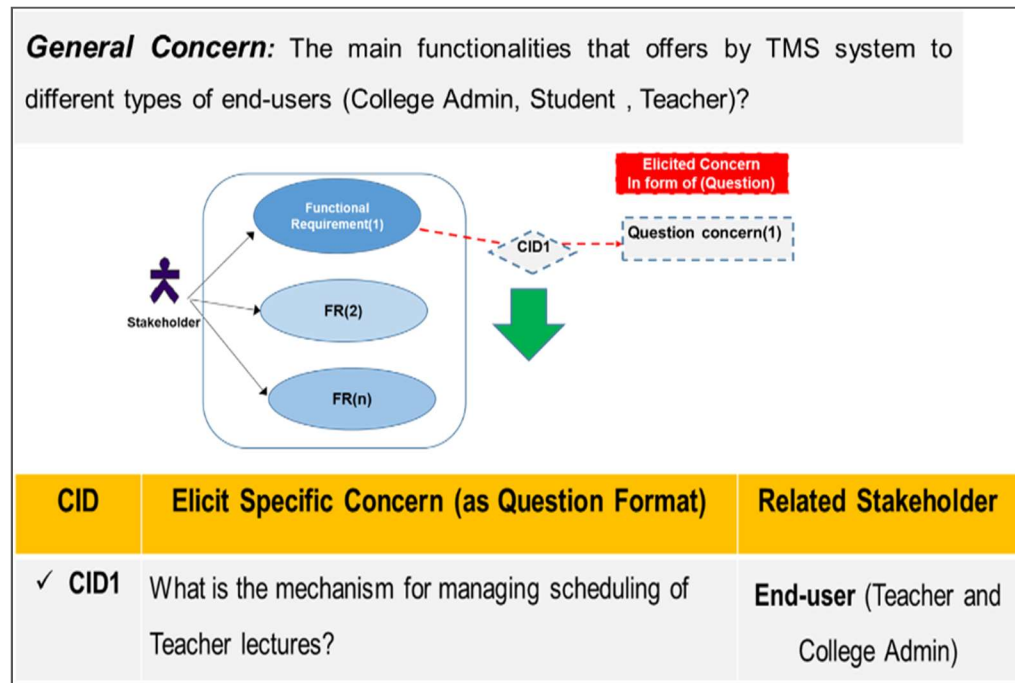 General Concern: The main functionalities that offers by TMS system to
different types of end-users (College Admin, Student , Teacher)?
Elicited Concern
In form of (Question)
Functional
Requirement(1)
Question concern(1)
CID1
FR(2)
Stakeholder
FR(n)
CID
Elicit Specific Concern (as Question Format)
Related Stakeholder
✓ CID1
What is the mechanism for managing scheduling of
Teacher lectures?
End-user (Teacher and
College Admin)